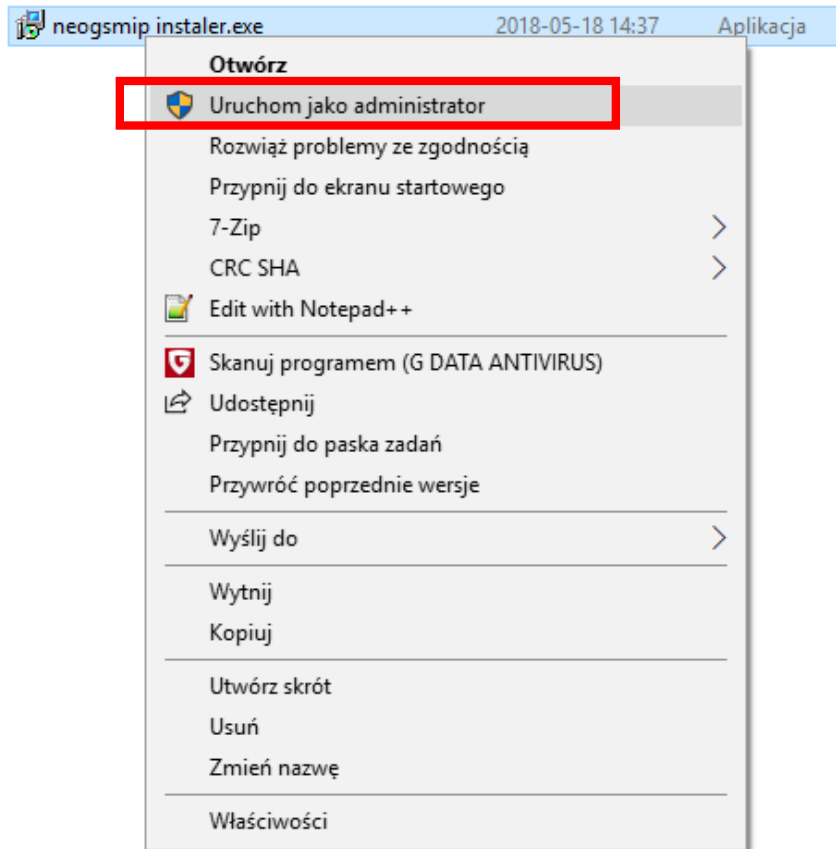 neogsmip instaler.exe 2018-05-18 14:37 Aplikacja
Otwórz
Uruchom jako administrator
Rozwiąż problemy ze zgodnością
Przypnij do ekranu startowego
7-Zip
CRC SHA
Edit with Notepad++
Skanuj programem (G DATA ANTIVIRUS)
Udostępnij
Przypnij do paska zadań
Przywróć poprzednie wersje
Wyślij do
Wytnij
Kopiuj
Utwórz skrót
Usuń
Zmień nazwę
Właściwości